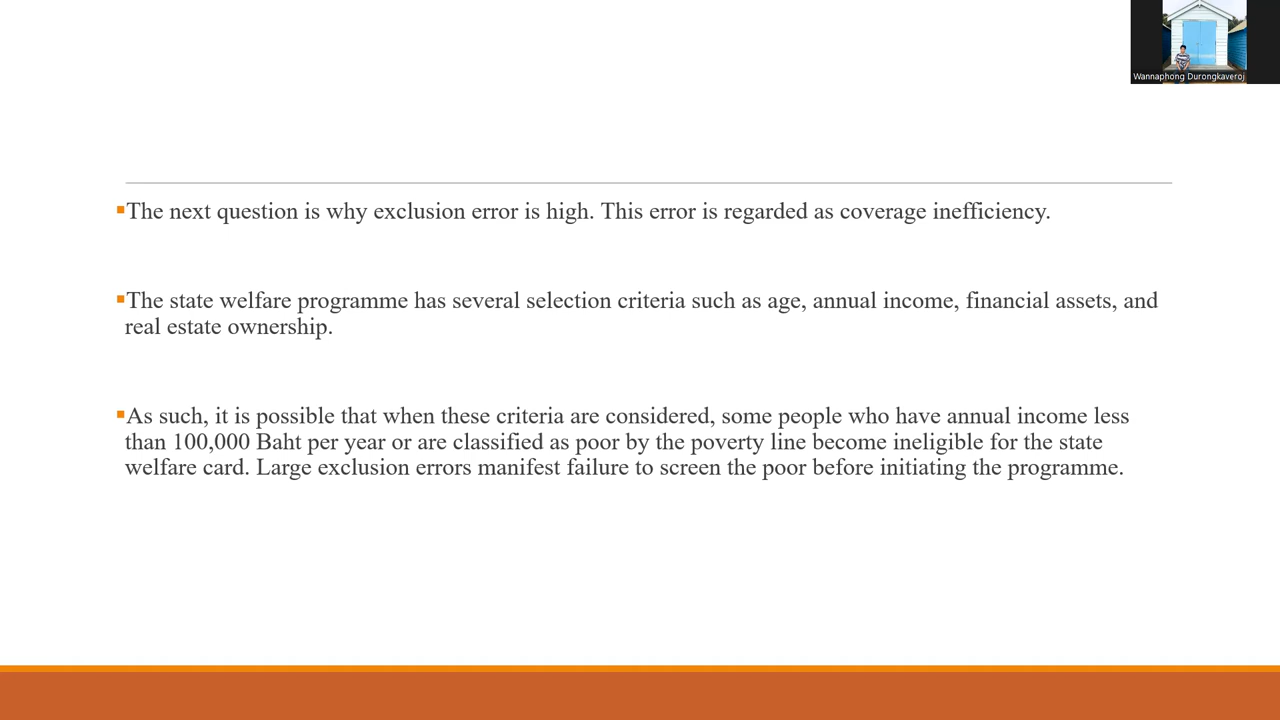 Wannaphong Durongkaveroj
▪The next question is why exclusion error is high. This error is regarded as coverage inefficiency.
▪The state welfare programme has several selection criteria such as age, annual income, financial assets, and
real estate ownership.
▪As such, it is possible that when these criteria are considered, some people who have annual income less
than 100,000 Baht per year or are classified as poor by the poverty line become ineligible for the state
welfare card. Large exclusion errors manifest failure to screen the poor before initiating the programme.